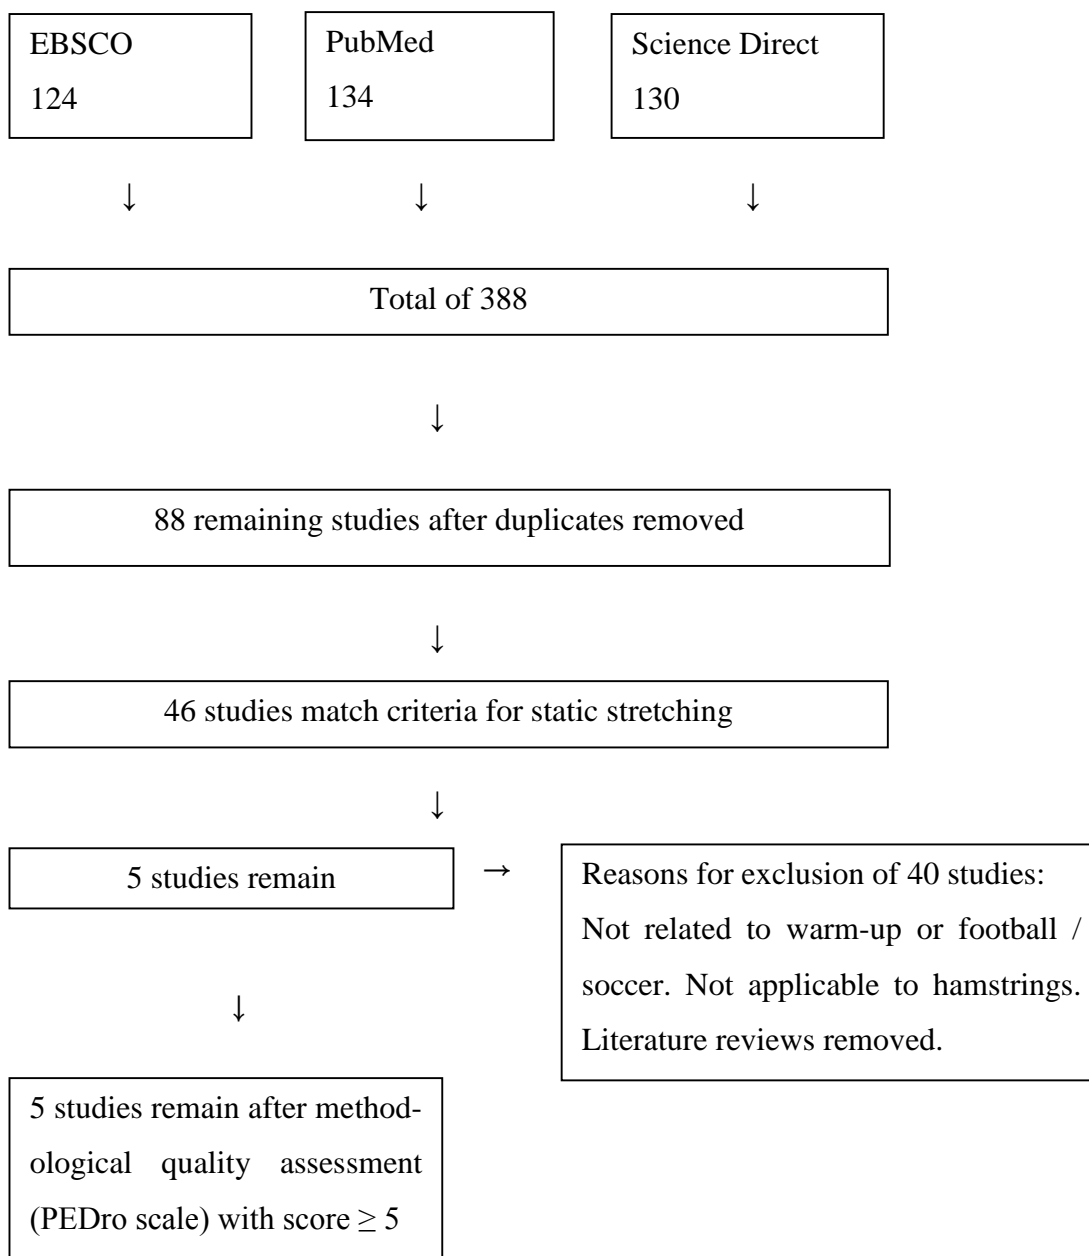 EBSCO
124
PubMed
134
Science Direct
130
↓ ↓ ↓
Total of 388
↓
88 remaining studies after duplicates removed
↓
46 studies match criteria for static stretching
↓
5 studies remain
→
Reasons for exclusion of 40 studies:
Not related to warm-up or football /
soccer. Not applicable to hamstrings.
Literature reviews removed.
↓
5 studies remain after method-
ological quality assessment
(PEDro scale) with score ≥ 5